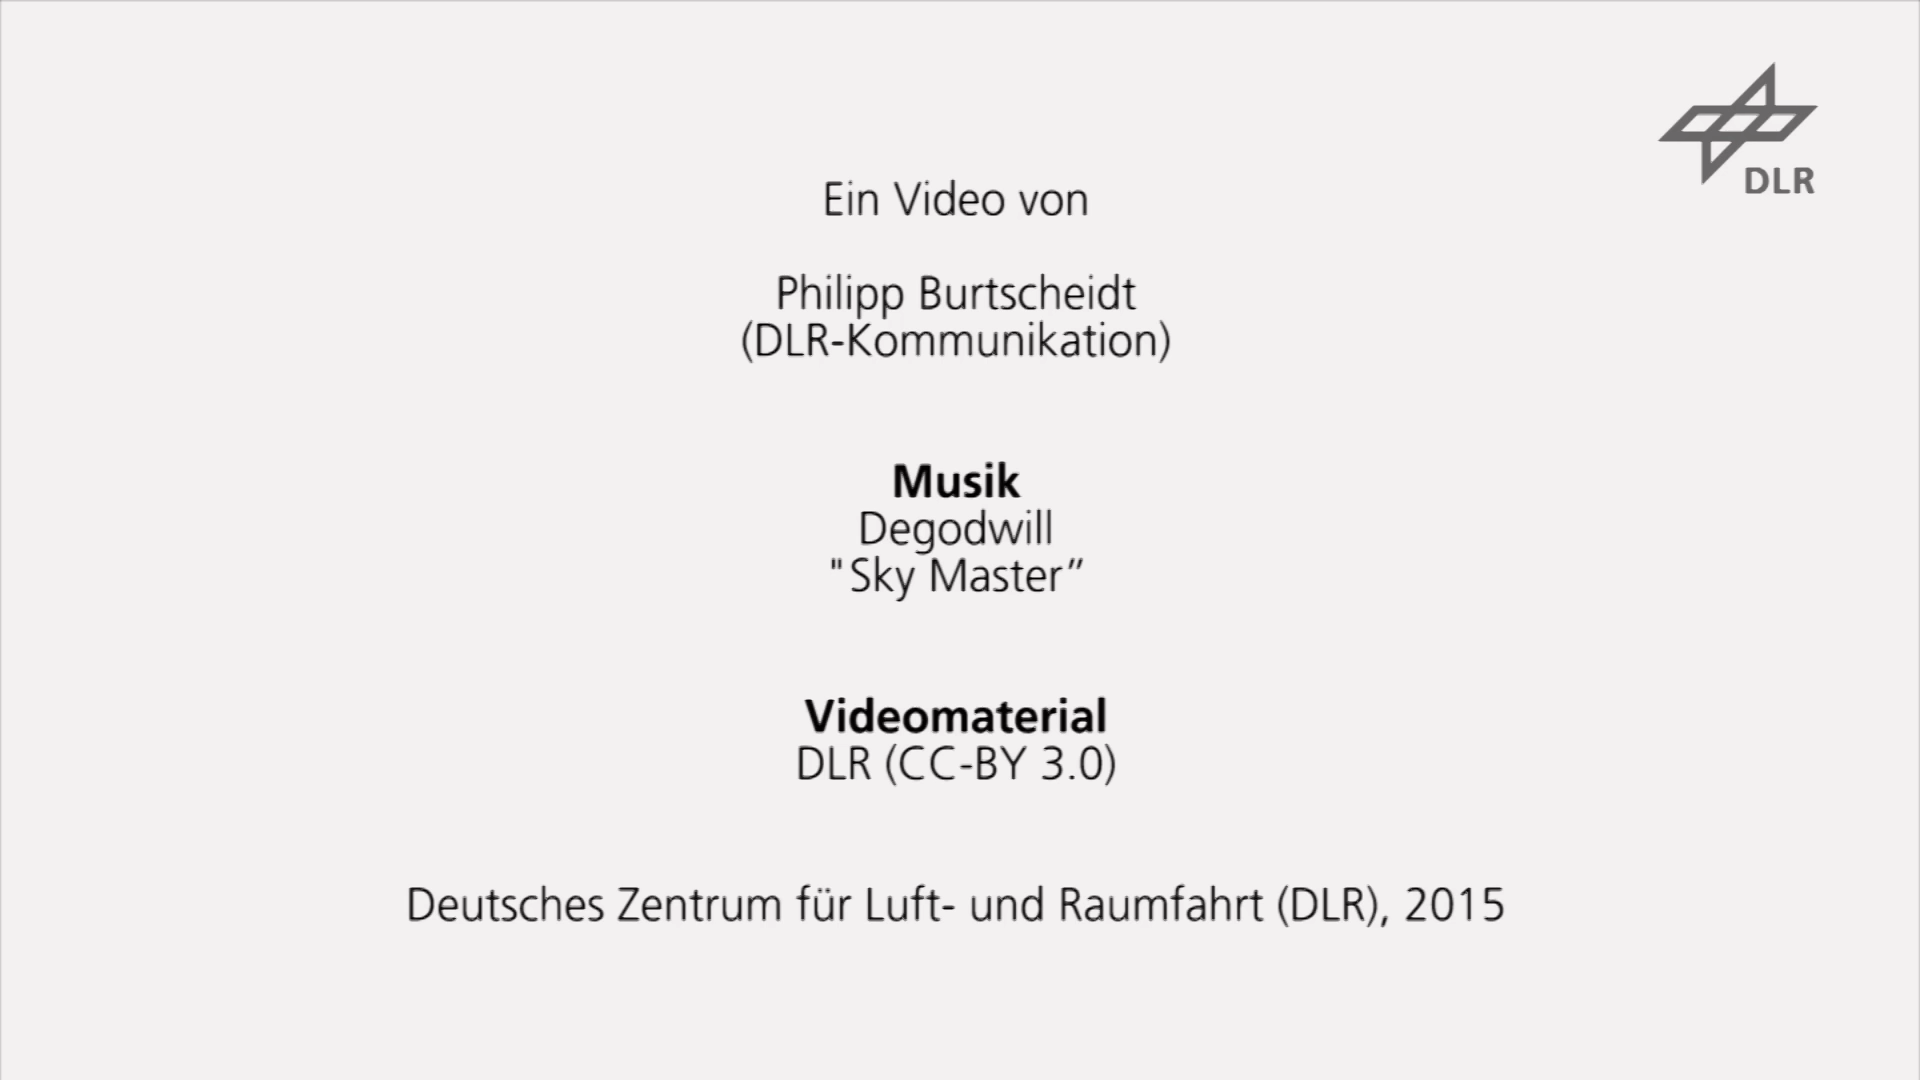 DLR
Ein Video von
Philipp Burtscheidt
(DLR-Kommunikation)
Musik
Degodwill
"Sky Master”
Videomaterial
DLR (CC-BY 3.0)
Deutsches Zentrum für Luft- und Raumfahrt (DLR), 2015